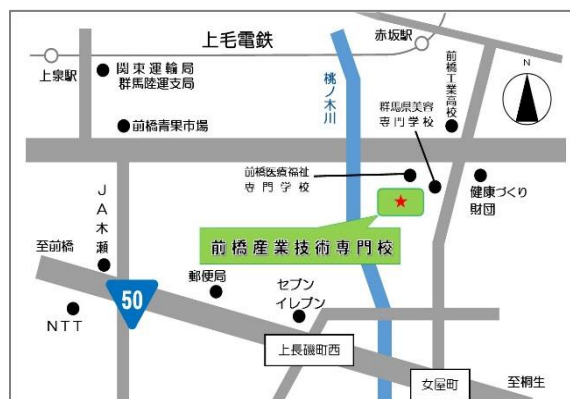 上毛電鉄
赤坂駅
上泉駅
関東運輸局
群馬陸運支局
桃ノ木川
前橋工業高校
N
前橋青果市場
群馬県美容
専門学校
前橋医療福祉
専門学校
健康づくり
財団
JA木瀬
前橋産業技術専門校
至前橋
50
郵便局
セブン
イレブン
NTT
上長磯町西
女屋町
至桐生